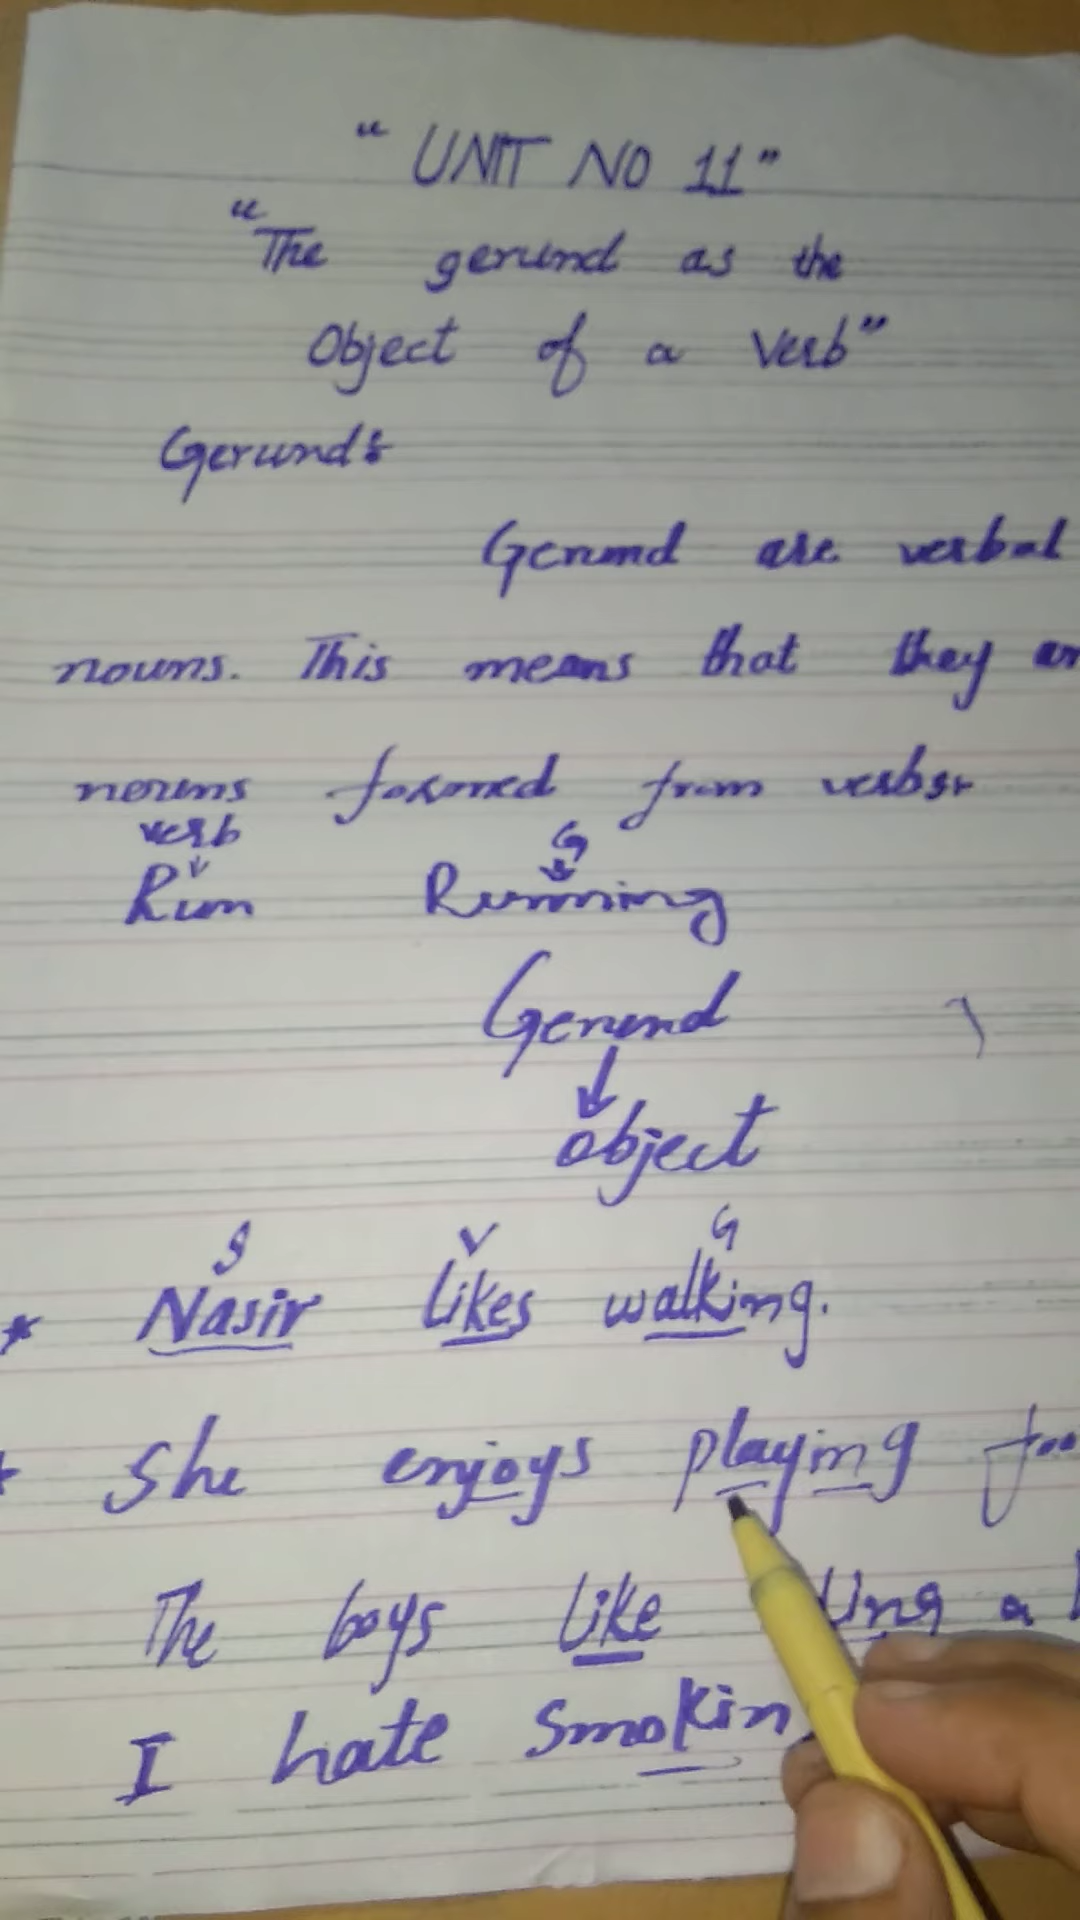 " UNIT NO 11"
"The gerund as the
Object of a verb"
Gerunds
Gerund are verbal
nouns. This means that they
nouns formed from verbs.
verb G
Run Running
Gerund
object
S V G
* Nasir likes walking.
* She enjoys playing
The boys like a
I hate